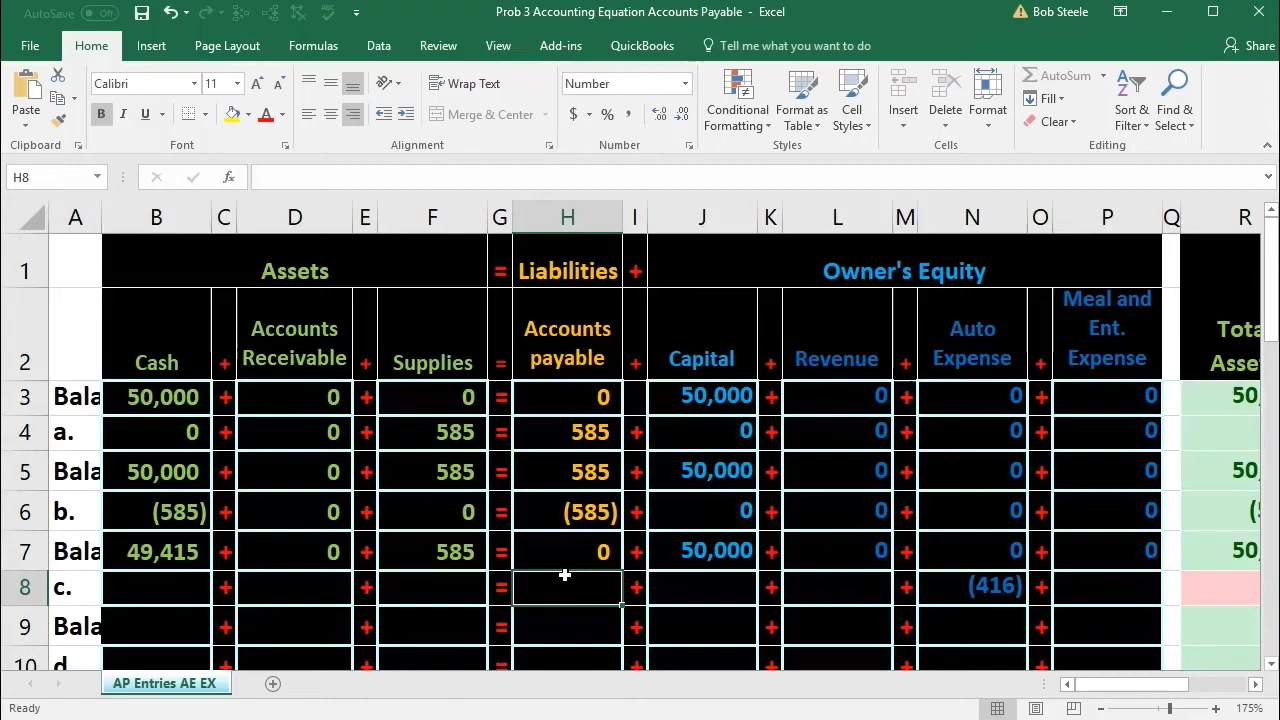 AutoSave Off Prob 3 Accounting Equation Accounts Payable - Excel Bob Steele
File Home Insert Page Layout Formulas Data Review View Add-ins QuickBooks Tell me what you want to do Share
Calibri 11 Wrap Text Number AutoSum
Paste Conditional Format as Cell Insert Delete Format Fill Sort & Find &
B I U A Merge & Center $ % , Formatting Table Styles Clear Filter Select
Clipboard Font Alignment Number Styles Cells Editing
H8 fx
A B C D E F G H I J K L M N O P Q R
1 Assets = Liabilities + Owner's Equity
2 Cash + Accounts Receivable + Supplies = Accounts payable + Capital + Revenue + Auto Expense + Meal and Ent. Expense Tota Asse
3 Bala 50,000 + 0 + 0 = 0 50,000 + 0 + 0 + 0 50,
4 a. 0 + 0 + 585 = 585 + 0 + 0 + 0 + 0
5 Bala 50,000 + 0 + 585 = 585 + 50,000 + 0 + 0 + 0 50,
6 b. (585) + 0 + 0 = (585) + 0 + 0 + 0 + 0 (5
7 Bala 49,415 + 0 + 585 = 0 + 50,000 + 0 + 0 + 0 50,
8 c. + + = + + + (416) +
9 Bala + + = + + + +
10 d + + = + + + +
AP Entries AE EX
Ready 175%